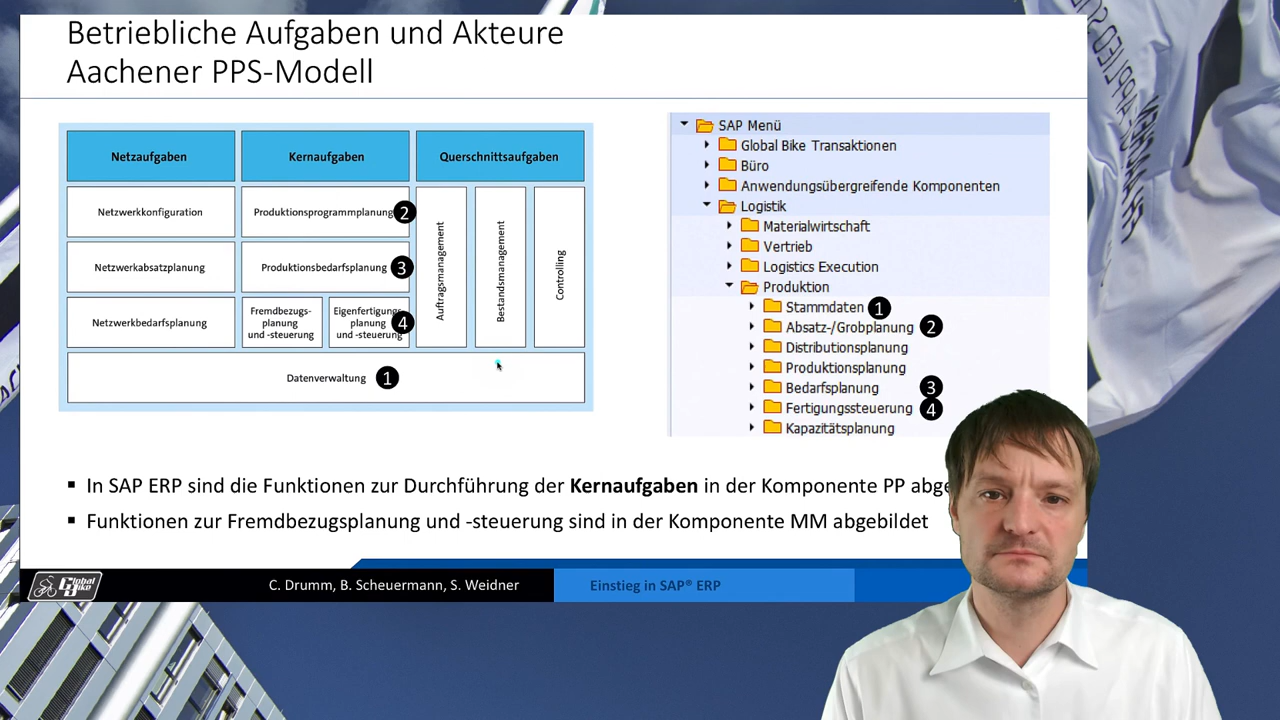 Betriebliche Aufgaben und Akteure
Aachener PPS-Modell
Netzaufgaben
Kernaufgaben
Querschnittsaufgaben
Netzwerkkonfiguration
Produktionsprogrammplanung 2
Netzwerkabsatzplanung
Produktionsbedarfsplanung 3
Netzwerkbedarfsplanung
Fremdbezugs-
planung
und -steuerung
Eigenfertigungs-
planung 4
und -steuerung
Auftragsmanagement
Bestandsmanagement
Controlling
Datenverwaltung 1
SAP Menü
Global Bike Transaktionen
Büro
Anwendungsübergreifende Komponenten
Logistik
Materialwirtschaft
Vertrieb
Logistics Execution
Produktion
Stammdaten 1
Absatz-/Grobplanung 2
Distributionsplanung
Produktionsplanung
Bedarfsplanung 3
Fertigungssteuerung 4
Kapazitätsplanung
▪ In SAP ERP sind die Funktionen zur Durchführung der Kernaufgaben in der Komponente PP
▪ Funktionen zur Fremdbezugsplanung und -steuerung sind in der Komponente MM abgebildet
Global Bike
C. Drumm, B. Scheuermann, S. Weidner
Einstieg in SAP® ERP